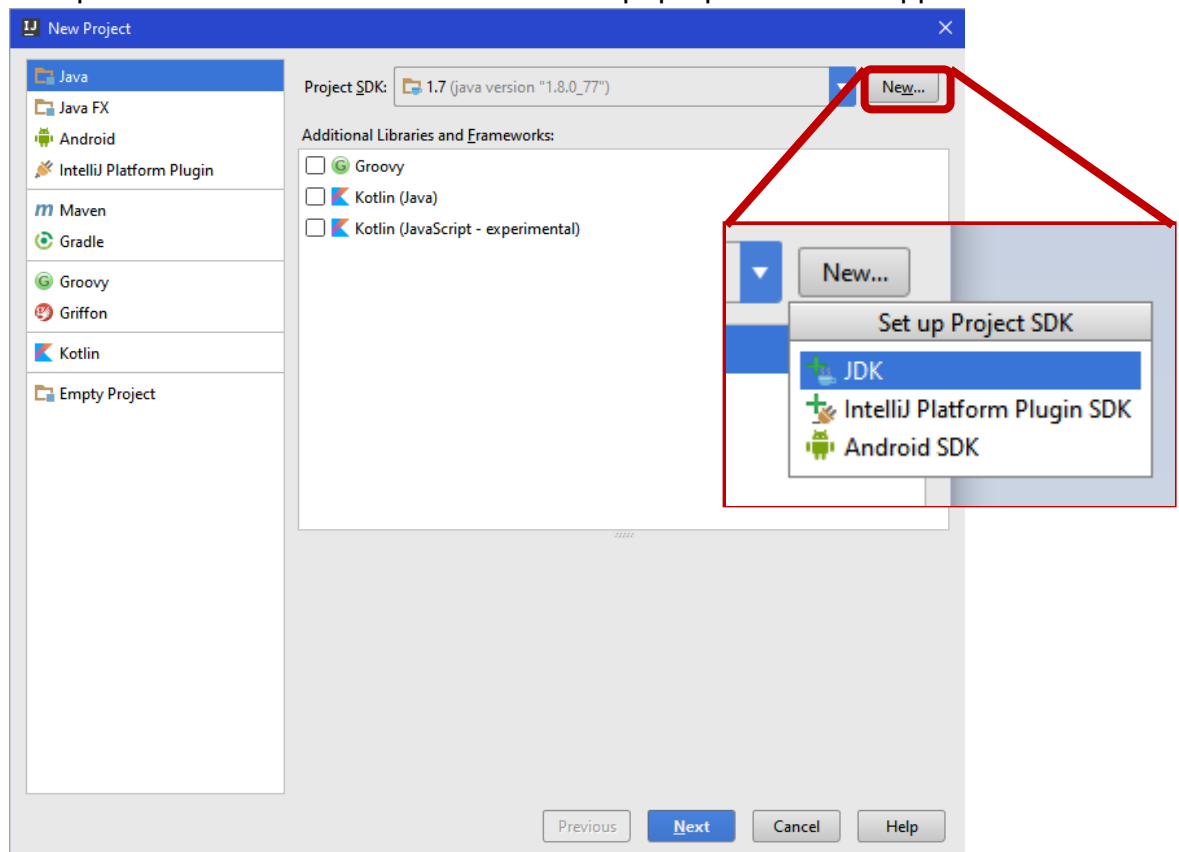 New Project
Java
Java FX
Android
IntelliJ Platform Plugin
Maven
Gradle
Groovy
Griffon
Kotlin
Empty Project
Project SDK: 1.7 (java version "1.8.0_77") New...
Additional Libraries and Frameworks:
Groovy
Kotlin (Java)
Kotlin (JavaScript - experimental)
New...
Set up Project SDK
JDK
IntelliJ Platform Plugin SDK
Android SDK
Previous Next Cancel Help